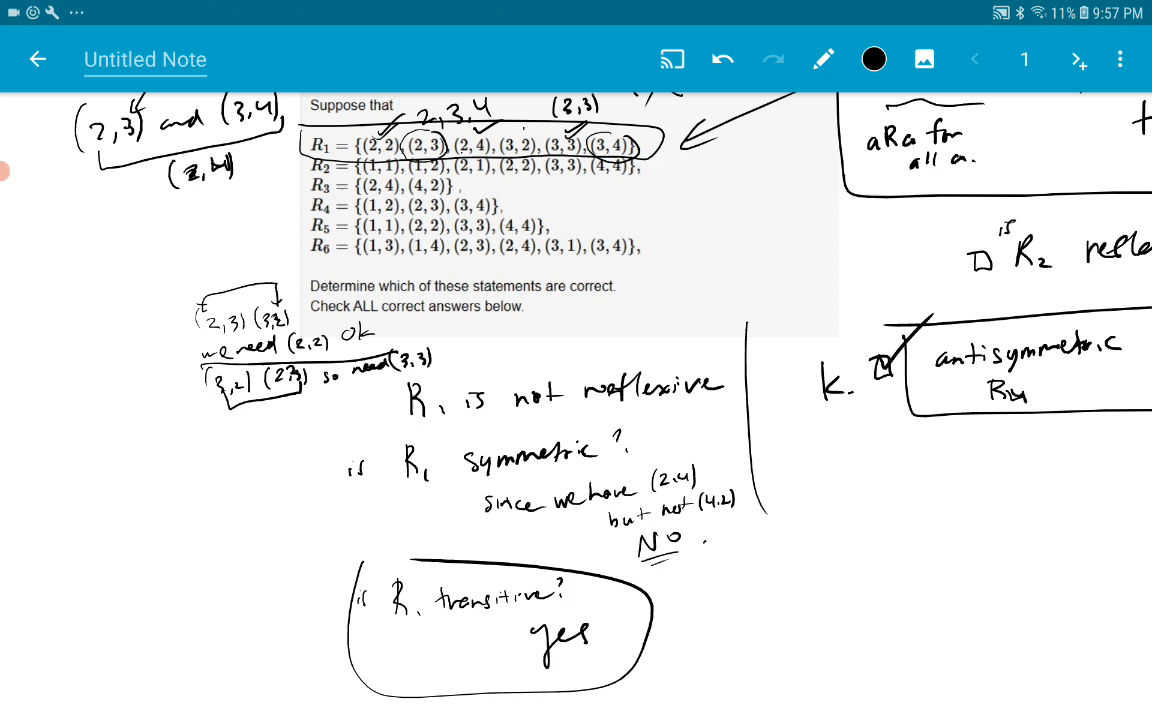 11% 9:57 PM
Untitled Note
1
(2,3) and (3,4),
Suppose that
2,3,4
(3,3)
R₁ = {(2, 2), (2, 3), (2, 4), (3, 2), (3, 3), (3, 4)}
R₂ = {(1, 1), (1, 2), (2, 1), (2, 2), (3, 3), (4, 4)},
R₃ = {(2, 4), (4, 2)} ,
R₄ = {(1, 2), (2, 3), (3, 4)},
R₅ = {(1, 1), (2, 2), (3, 3), (4, 4)},
R₆ = {(1, 3), (1, 4), (2, 3), (2, 4), (3, 1), (3, 4)},
Determine which of these statements are correct.
Check ALL correct answers below.
aRa for
all a.
is
R₂ refle
(2,3) (3,2)
we need (2,2) ok
(3,2) (2,3) so need (3,3)
R₁ is not reflexive
is R₁ symmetric?
since we have (2,4)
but not (4,2)
NO.
is R₁ transitive?
yes
K. antisymmetric